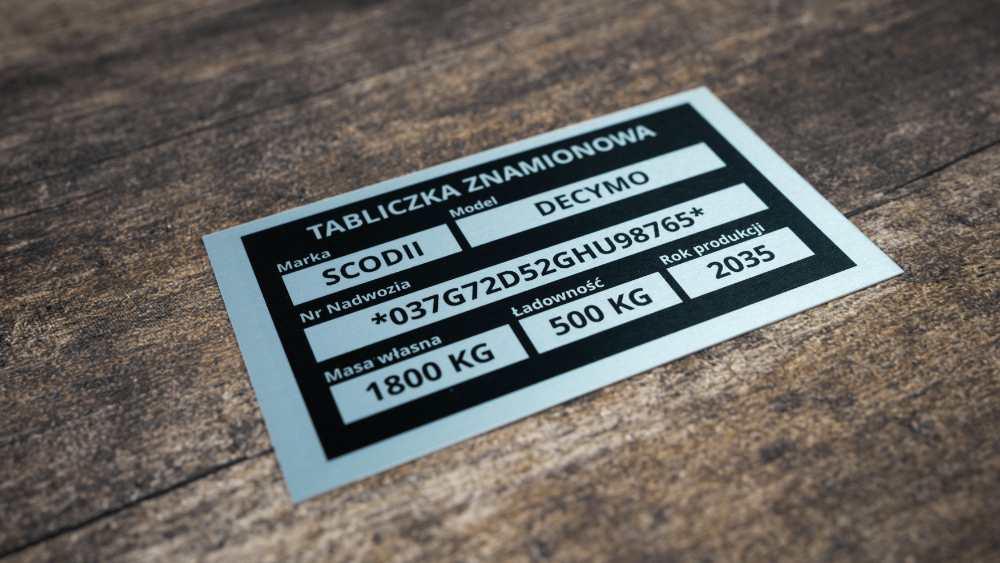 TABLICZKA ZNAMIONOWA
Marka Model
SCODII DECYMO
Nr Nadwozia
*037G72D52GHU98765*
Masa własna Ładowność Rok produkcji
1800 KG 500 KG 2035